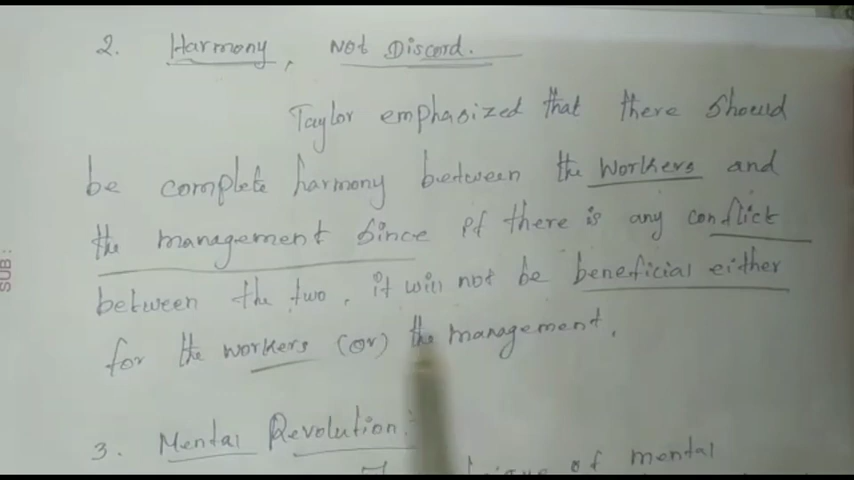 2. Harmony, Not Discord.
Taylor emphasized that there should
be complete harmony between the workers and
the management since if there is any conflict
between the two, it will not be beneficial either
for the workers (or) the management.
3. Mental Revolution:
of mental
SUB: